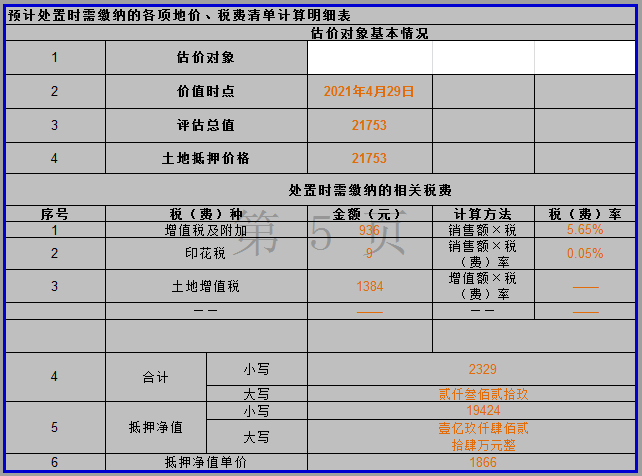 预计处置时需缴纳的各项地价、税费清单计算明细表
估价对象基本情况
1 估价对象
2 价值时点 2021年4月29日
3 评估总值 21753
4 土地抵押价格 21753
处置时需缴纳的相关税费
序号 税（费）种 金额（元） 计算方法 税（费）率
1 增值税及附加 936 销售额×税 5.65%
2 印花税 9 销售额×税
（费）率 0.05%
3 土地增值税 1384 增值额×税
（费）率 ——
—— —— —— ——
第 5 页
4 合计 小写 2329
大写 贰仟叁佰贰拾玖
5 抵押净值 小写 19424
大写 壹亿玖仟肆佰贰
拾肆万元整
6 抵押净值单价 1866